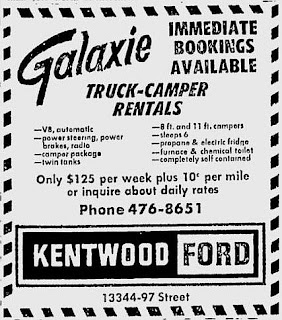 Galaxie
IMMEDIATE
BOOKINGS
AVAILABLE
TRUCK-CAMPER
RENTALS
—V8, automatic
—power steering, power
brakes, radio
—camper package
—twin tanks
—8 ft. and 11 ft. campers
—sleeps 6
—propane & electric fridge
—furnace & chemical toilet
—completely self contained
Only $125 per week plus 10¢ per mile
or inquire about daily rates
Phone 476-8651
KENTWOOD FORD
13344-97 Street